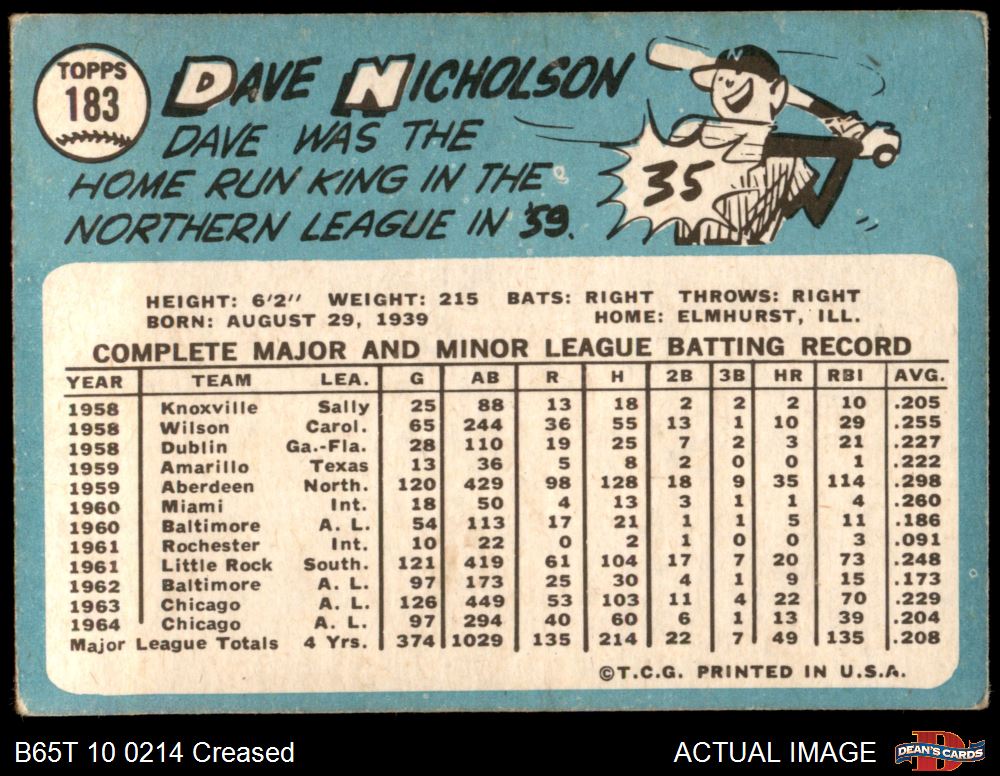 TOPPS
183
DAVE NICHOLSON
DAVE WAS THE
HOME RUN KING IN THE
NORTHERN LEAGUE IN '59.
35
HEIGHT: 6'2" WEIGHT: 215 BATS: RIGHT THROWS: RIGHT
BORN: AUGUST 29, 1939 HOME: ELMHURST, ILL.
COMPLETE MAJOR AND MINOR LEAGUE BATTING RECORD
YEAR TEAM LEA. G AB R H 2B 3B HR RBI AVG.
1958 Knoxville Sally 25 88 13 18 2 2 2 10 .205
1958 Wilson Carol. 65 244 36 55 13 1 10 29 .255
1958 Dublin Ga.-Fla. 28 110 19 25 7 2 3 21 .227
1959 Amarillo Texas 13 36 5 8 2 0 0 1 .222
1959 Aberdeen North. 120 429 98 128 18 9 35 114 .298
1960 Miami Int. 18 50 4 13 3 1 1 4 .260
1960 Baltimore A. L. 54 113 17 21 1 1 5 11 .186
1961 Rochester Int. 10 22 0 2 1 0 0 3 .091
1961 Little Rock South. 121 419 61 104 17 7 20 73 .248
1962 Baltimore A. L. 97 173 25 30 4 1 9 15 .173
1963 Chicago A. L. 126 449 53 103 11 4 22 70 .229
1964 Chicago A. L. 97 294 40 60 6 1 13 39 .204
Major League Totals 4 Yrs. 374 1029 135 214 22 7 49 135 .208
©T.C.G. PRINTED IN U.S.A.
B65T 10 0214 Creased ACTUAL IMAGE DEAN'S CARDS